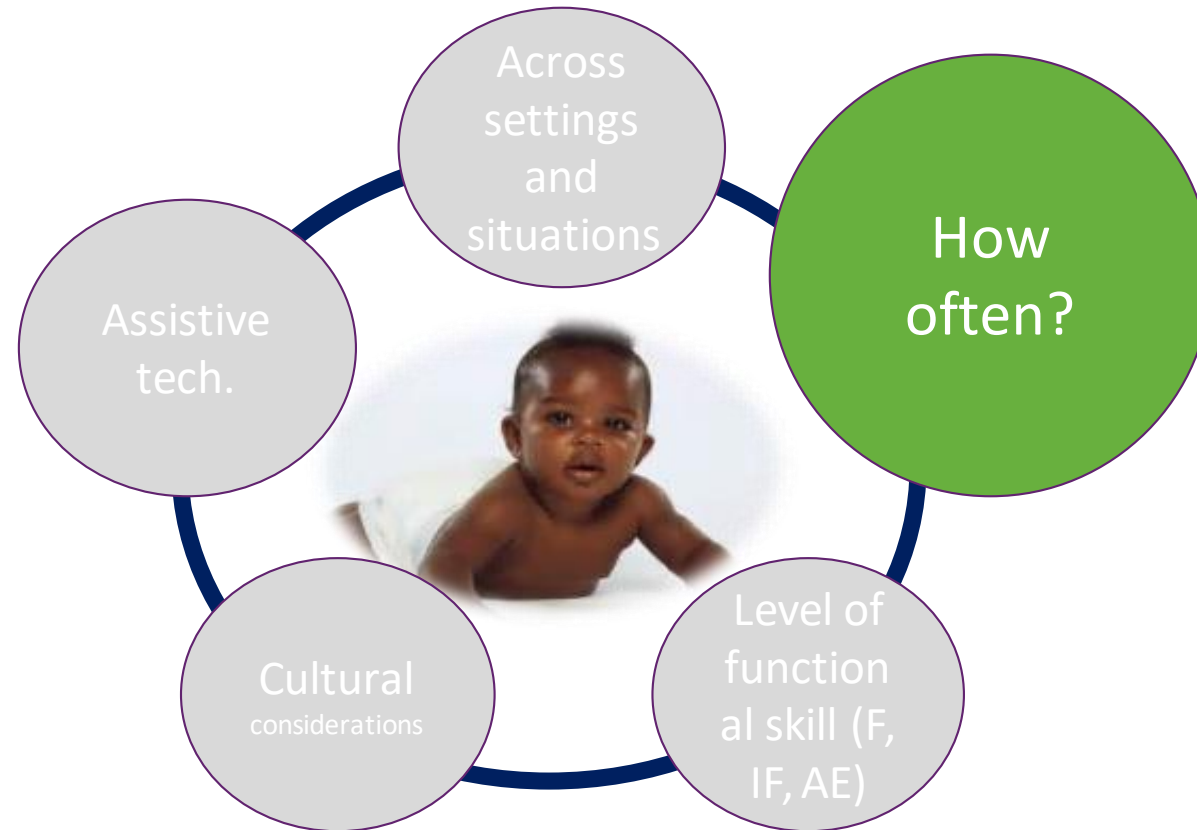 Across
settings
and
situations
How
often?
Assistive
tech.
Level of
function
al skill (F,
IF, AE)
Cultural
considerations